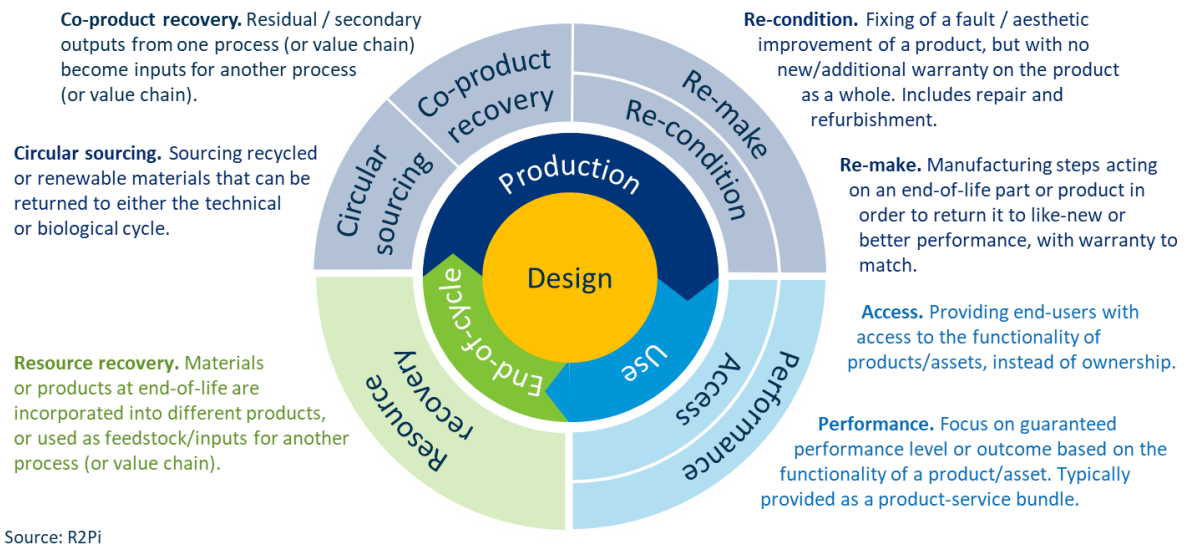 Co-product recovery. Residual / secondary
outputs from one process (or value chain)
become inputs for another process
(or value chain).
Circular sourcing. Sourcing recycled
or renewable materials that can be
returned to either the technical
or biological cycle.
Resource recovery. Materials
or products at end-of-life are
incorporated into different products,
or used as feedstock/inputs for another
process (or value chain).
Co-product
recovery
Circular
sourcing
Re-make
Re-condition
Production
Design
End-of-cycle
Use
Resource
recovery
Access
Performance
Re-condition. Fixing of a fault / aesthetic
improvement of a product, but with no
new/additional warranty on the product
as a whole. Includes repair and
refurbishment.
Re-make. Manufacturing steps acting
on an end-of-life part or product in
order to return it to like-new or
better performance, with warranty to
match.
Access. Providing end-users with
access to the functionality of
products/assets, instead of ownership.
Performance. Focus on guaranteed
performance level or outcome based on the
functionality of a product/asset. Typically
provided as a product-service bundle.
Source: R2Pi